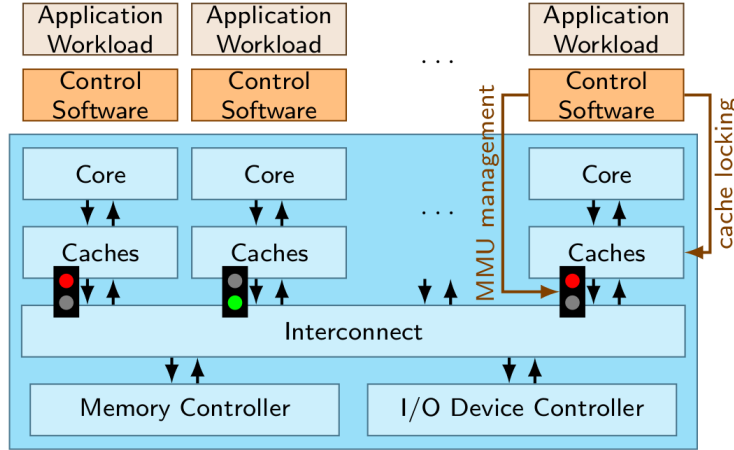 Application
Workload
Application
Workload
. . .
Application
Workload
Control
Software
Control
Software
Control
Software
MMU management
cache locking
Core
Core
. . .
Core
Caches
Caches
Caches
Interconnect
Memory Controller
I/O Device Controller